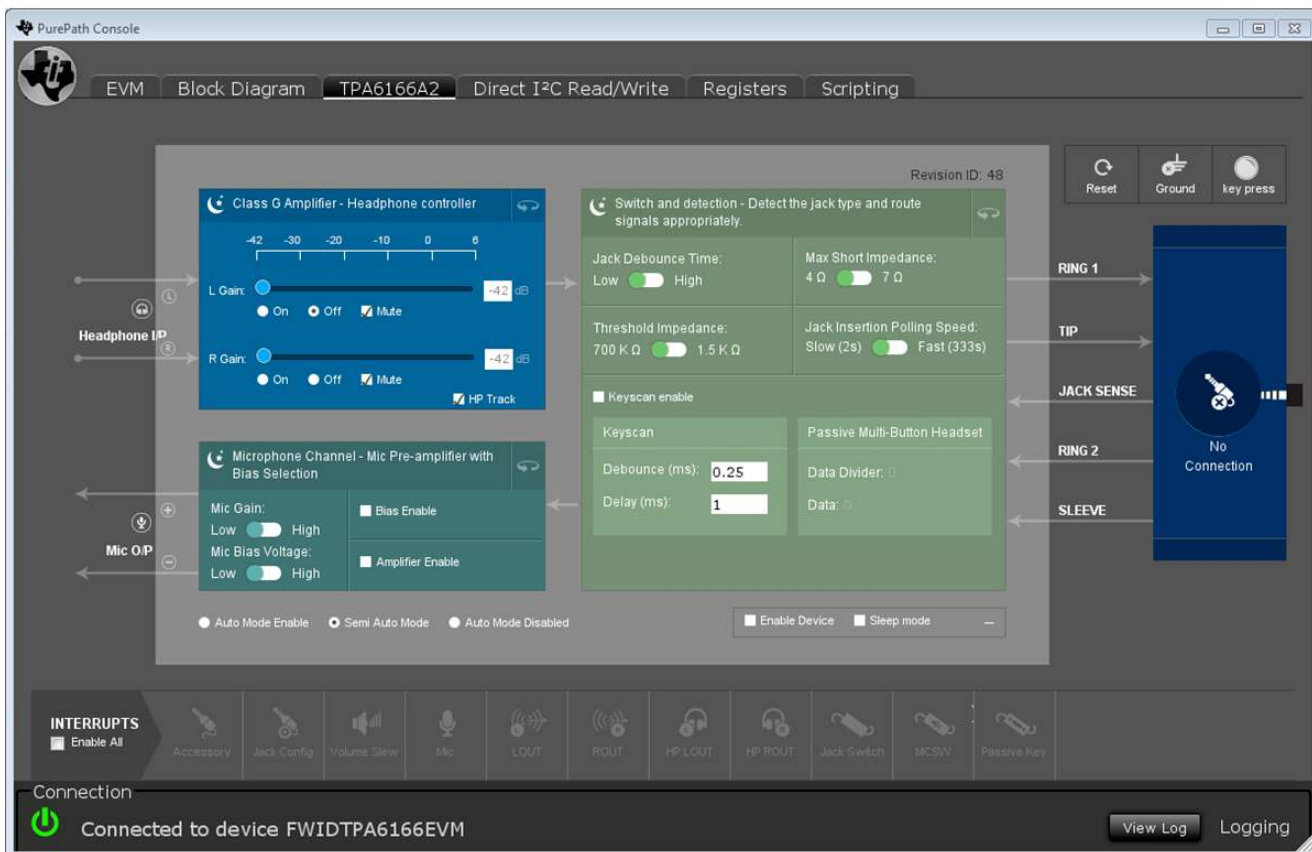 PurePath Console
EVM
Block Diagram
TPA6166A2
Direct I²C Read/Write
Registers
Scripting
Revision ID: 48
Reset
Ground
key press
Class G Amplifier - Headphone controller
-42 -30 -20 -10 0 6
L Gain:
-42 dB
On Off Mute
R Gain:
-42 dB
On Off Mute
HP Track
Headphone I/P
L
R
Switch and detection - Detect the jack type and route
signals appropriately.
Jack Debounce Time:
Low High
Max Short Impedance:
4 Ω 7 Ω
Threshold Impedance:
700 K Ω 1.5 K Ω
Jack Insertion Polling Speed:
Slow (2s) Fast (333s)
Keyscan enable
Keyscan
Debounce (ms): 0.25
Delay (ms): 1
Passive Multi-Button Headset
Data Divider: 0
Data: 0
Microphone Channel - Mic Pre-amplifier with
Bias Selection
Mic Gain:
Low High
Mic Bias Voltage:
Low High
Bias Enable
Amplifier Enable
Mic O/P
RING 1
TIP
JACK SENSE
RING 2
SLEEVE
No
Connection
Auto Mode Enable Semi Auto Mode Auto Mode Disabled
Enable Device Sleep mode
INTERRUPTS
Enable All
Accessory
Jack Config
Volume Slew
Mic
LOUT
ROUT
HP LOUT
HP ROUT
Jack Switch
MCSW
Passive Key
Connection
Connected to device FWIDTPA6166EVM
View Log
Logging